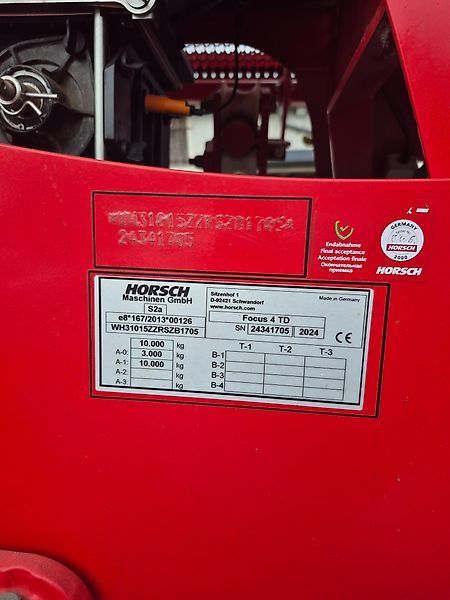 HORSCH
24341705
Endabnahme
Final acceptance
Acceptation finale
Окончательная
приемка
GERMANY
2000
HORSCH
HORSCH
Maschinen GmbH
Sitzenhof 1
D-92421 Schwandorf
www.horsch.com
Made in Germany
S2a
e8*167/2013*00126
WH31015ZZRSZB1705
Focus 4 TD
SN 24341705 2024
CE
10.000 kg
A-0: 3.000 kg
A-1: 10.000 kg
A-2: kg
A-3: kg
T-1 T-2 T-3
B-1
B-2
B-3
B-4